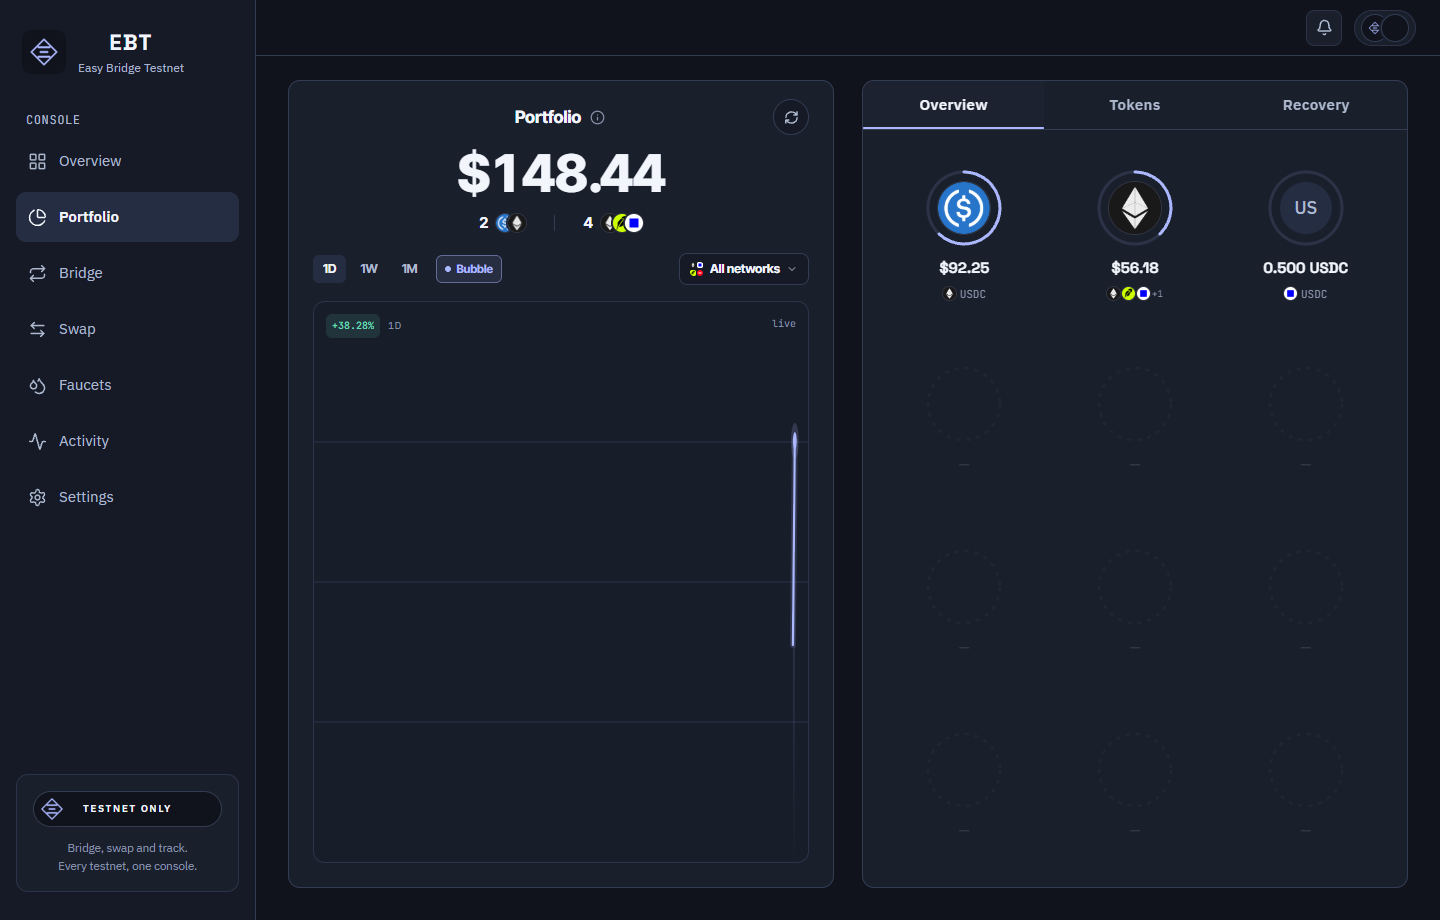 EBT
Easy Bridge Testnet
CONSOLE
Overview
Portfolio
Bridge
Swap
Faucets
Activity
Settings
TESTNET ONLY
Bridge, swap and track.
Every testnet, one console.
Portfolio
$148.44
2
4
1D
1W
1M
Bubble
All networks
+38.28%
1D
live
Overview
Tokens
Recovery
US
$92.25
$56.18
0.500 USDC
USDC
+1
USDC
—
—
—
—
—
—
—
—
—